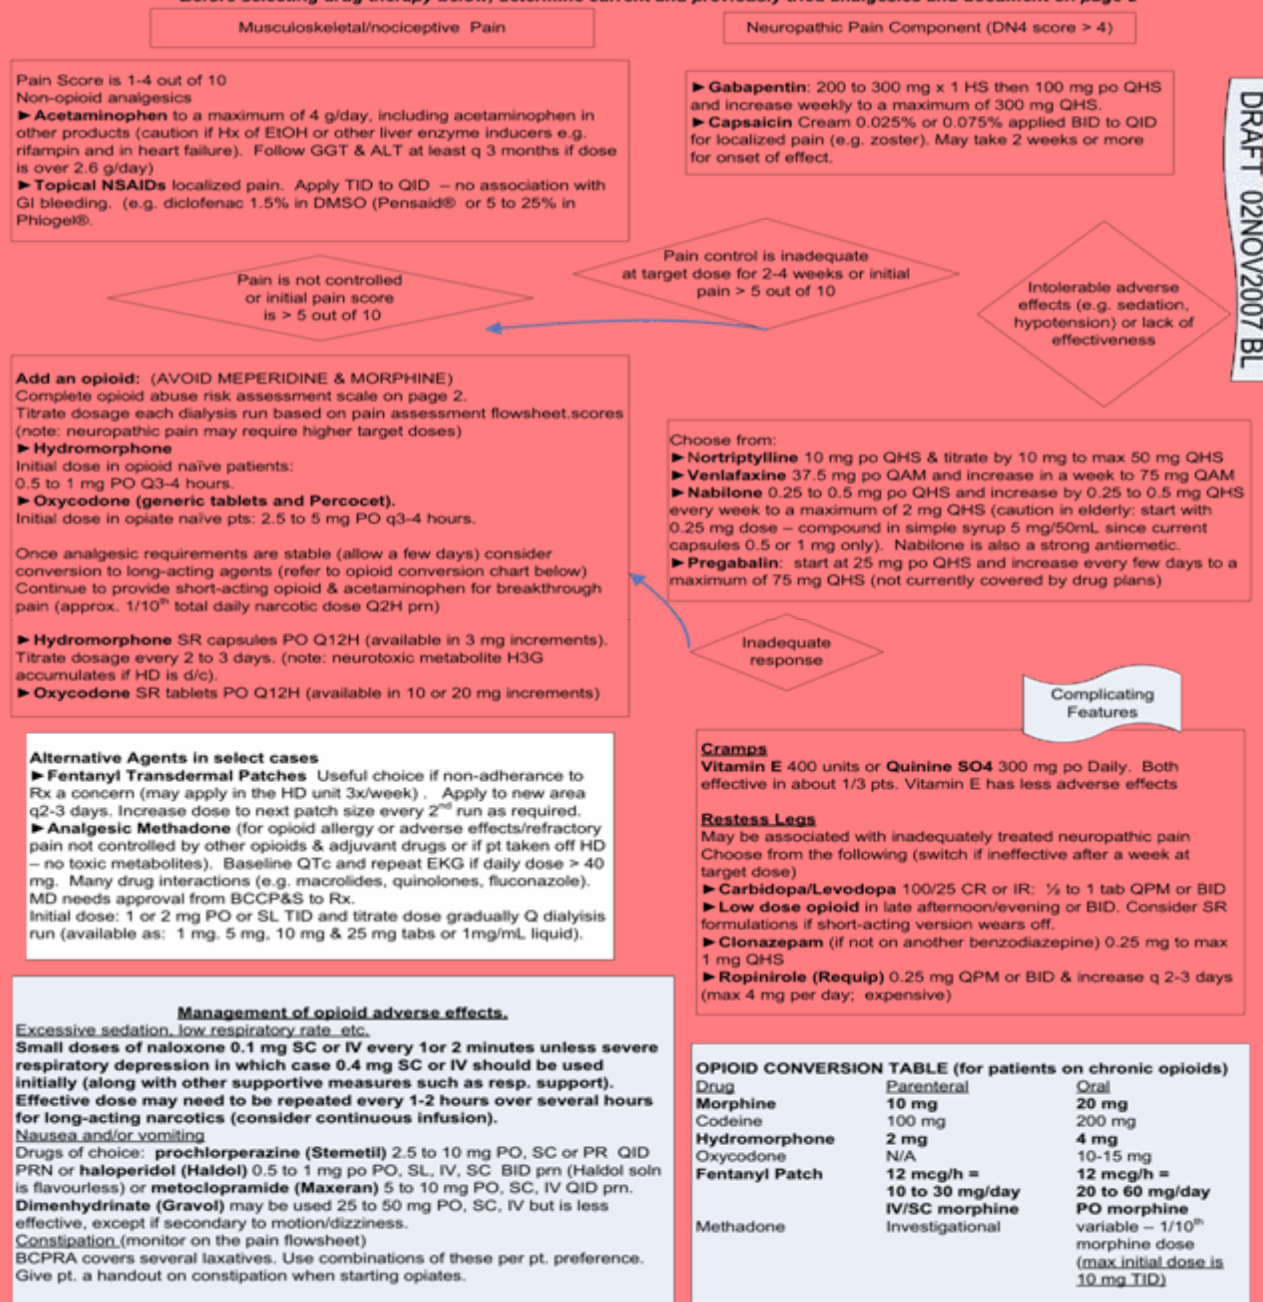 Before selecting drug therapy below, determine current and previously tried analgesics and document on page 1
Musculoskeletal/nociceptive Pain
Neuropathic Pain Component (DN4 score > 4)
Pain Score is 1-4 out of 10
Non-opioid analgesics
►Acetaminophen to a maximum of 4 g/day, including acetaminophen in
other products (caution if Hx of EtOH or other liver enzyme inducers e.g.
rifampin and in heart failure). Follow GGT & ALT at least q 3 months if dose
is over 2.6 g/day)
►Topical NSAIDs localized pain. Apply TID to QID – no association with
GI bleeding. (e.g. diclofenac 1.5% in DMSO (Pensaid® or 5 to 25% in
Phlogel®.
►Gabapentin: 200 to 300 mg x 1 HS then 100 mg po QHS
and increase weekly to a maximum of 300 mg QHS.
►Capsaicin Cream 0.025% or 0.075% applied BID to QID
for localized pain (e.g. zoster). May take 2 weeks or more
for onset of effect.
DRAFT 02NOV2007 BL
Pain is not controlled
or initial pain score
is > 5 out of 10
Pain control is inadequate
at target dose for 2-4 weeks or initial
pain > 5 out of 10
Intolerable adverse
effects (e.g. sedation,
hypotension) or lack of
effectiveness
Add an opioid: (AVOID MEPERIDINE & MORPHINE)
Complete opioid abuse risk assessment scale on page 2.
Titrate dosage each dialysis run based on pain assessment flowsheet.scores
(note: neuropathic pain may require higher target doses)
►Hydromorphone
Initial dose in opioid naïve patients:
0.5 to 1 mg PO Q3-4 hours.
►Oxycodone (generic tablets and Percocet).
Initial dose in opiate naïve pts: 2.5 to 5 mg PO q3-4 hours.
Once analgesic requirements are stable (allow a few days) consider
conversion to long-acting agents (refer to opioid conversion chart below)
Continue to provide short-acting opioid & acetaminophen for breakthrough
pain (approx. 1/10th total daily narcotic dose Q2H prn)
►Hydromorphone SR capsules PO Q12H (available in 3 mg increments).
Titrate dosage every 2 to 3 days. (note: neurotoxic metabolite H3G
accumulates if HD is d/c).
►Oxycodone SR tablets PO Q12H (available in 10 or 20 mg increments)
Choose from:
►Nortriptylline 10 mg po QHS & titrate by 10 mg to max 50 mg QHS
►Venlafaxine 37.5 mg po QAM and increase in a week to 75 mg QAM
►Nabilone 0.25 to 0.5 mg po QHS and increase by 0.25 to 0.5 mg QHS
every week to a maximum of 2 mg QHS (caution in elderly: start with
0.25 mg dose – compound in simple syrup 5 mg/50mL since current
capsules 0.5 or 1 mg only). Nabilone is also a strong antiemetic.
►Pregabalin: start at 25 mg po QHS and increase every few days to a
maximum of 75 mg QHS (not currently covered by drug plans)
Inadequate
response
Complicating
Features
Alternative Agents in select cases
►Fentanyl Transdermal Patches Useful choice if non-adherance to
Rx a concern (may apply in the HD unit 3x/week) . Apply to new area
q2-3 days. Increase dose to next patch size every 2nd run as required.
►Analgesic Methadone (for opioid allergy or adverse effects/refractory
pain not controlled by other opioids & adjuvant drugs or if pt taken off HD
– no toxic metabolites). Baseline QTc and repeat EKG if daily dose > 40
mg. Many drug interactions (e.g. macrolides, quinolones, fluconazole).
MD needs approval from BCCP&S to Rx.
Initial dose: 1 or 2 mg PO or SL TID and titrate dose gradually Q dialyisis
run (available as: 1 mg. 5 mg, 10 mg & 25 mg tabs or 1mg/mL liquid).
Cramps
Vitamin E 400 units or Quinine SO4 300 mg po Daily. Both
effective in about 1/3 pts. Vitamin E has less adverse effects
Restess Legs
May be associated with inadequately treated neuropathic pain
Choose from the following (switch if ineffective after a week at
target dose)
►Carbidopa/Levodopa 100/25 CR or IR: ½ to 1 tab QPM or BID
►Low dose opioid in late afternoon/evening or BID. Consider SR
formulations if short-acting version wears off.
►Clonazepam (if not on another benzodiazepine) 0.25 mg to max
1 mg QHS
►Ropinirole (Requip) 0.25 mg QPM or BID & increase q 2-3 days
(max 4 mg per day; expensive)
Management of opioid adverse effects.
Excessive sedation, low respiratory rate etc.
Small doses of naloxone 0.1 mg SC or IV every 1or 2 minutes unless severe
respiratory depression in which case 0.4 mg SC or IV should be used
initially (along with other supportive measures such as resp. support).
Effective dose may need to be repeated every 1-2 hours over several hours
for long-acting narcotics (consider continuous infusion).
Nausea and/or vomiting
Drugs of choice: prochlorperazine (Stemetil) 2.5 to 10 mg PO, SC or PR QID
PRN or haloperidol (Haldol) 0.5 to 1 mg po PO, SL, IV, SC BID prn (Haldol soln
is flavourless) or metoclopramide (Maxeran) 5 to 10 mg PO, SC, IV QID prn.
Dimenhydrinate (Gravol) may be used 25 to 50 mg PO, SC, IV but is less
effective, except if secondary to motion/dizziness.
Constipation (monitor on the pain flowsheet)
BCPRA covers several laxatives. Use combinations of these per pt. preference.
Give pt. a handout on constipation when starting opiates.
OPIOID CONVERSION TABLE (for patients on chronic opioids)
Drug Parenteral Oral
Morphine 10 mg 20 mg
Codeine 100 mg 200 mg
Hydromorphone 2 mg 4 mg
Oxycodone N/A 10-15 mg
Fentanyl Patch 12 mcg/h = 12 mcg/h =
10 to 30 mg/day 20 to 60 mg/day
IV/SC morphine PO morphine
Methadone Investigational variable – 1/10th
morphine dose
(max initial dose is
10 mg TID)